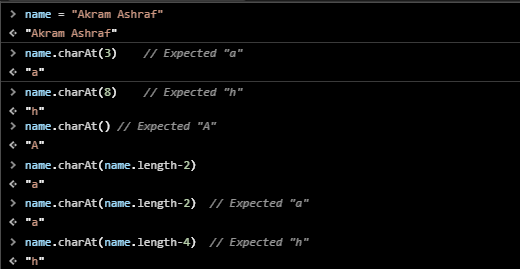 > name = "Akram Ashraf"
< "Akram Ashraf"
> name.charAt(3)    // Expected "a"
< "a"
> name.charAt(8)    // Expected "h"
< "h"
> name.charAt() // Expected "A"
< "A"
> name.charAt(name.length-2)
< "a"
> name.charAt(name.length-2)  // Expected "a"
< "a"
> name.charAt(name.length-4)  // Expected "h"
< "h"